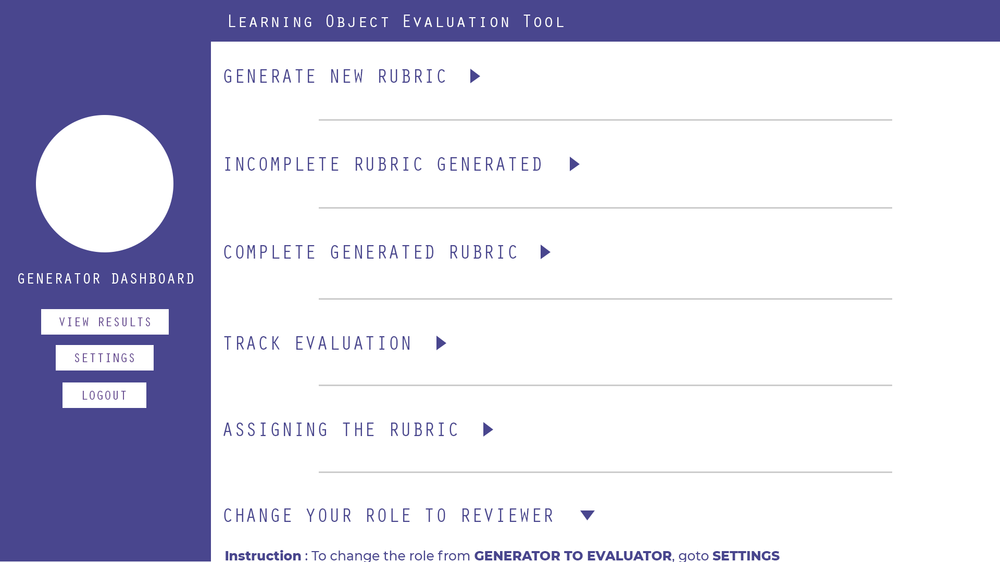 Learning Object Evaluation Tool
GENERATE NEW RUBRIC
INCOMPLETE RUBRIC GENERATED
COMPLETE GENERATED RUBRIC
GENERATOR DASHBOARD
VIEW RESULTS
SETTINGS
LOGOUT
TRACK EVALUATION
ASSIGNING THE RUBRIC
CHANGE YOUR ROLE TO REVIEWER
Instruction : To change the role from GENERATOR TO EVALUATOR, goto SETTINGS